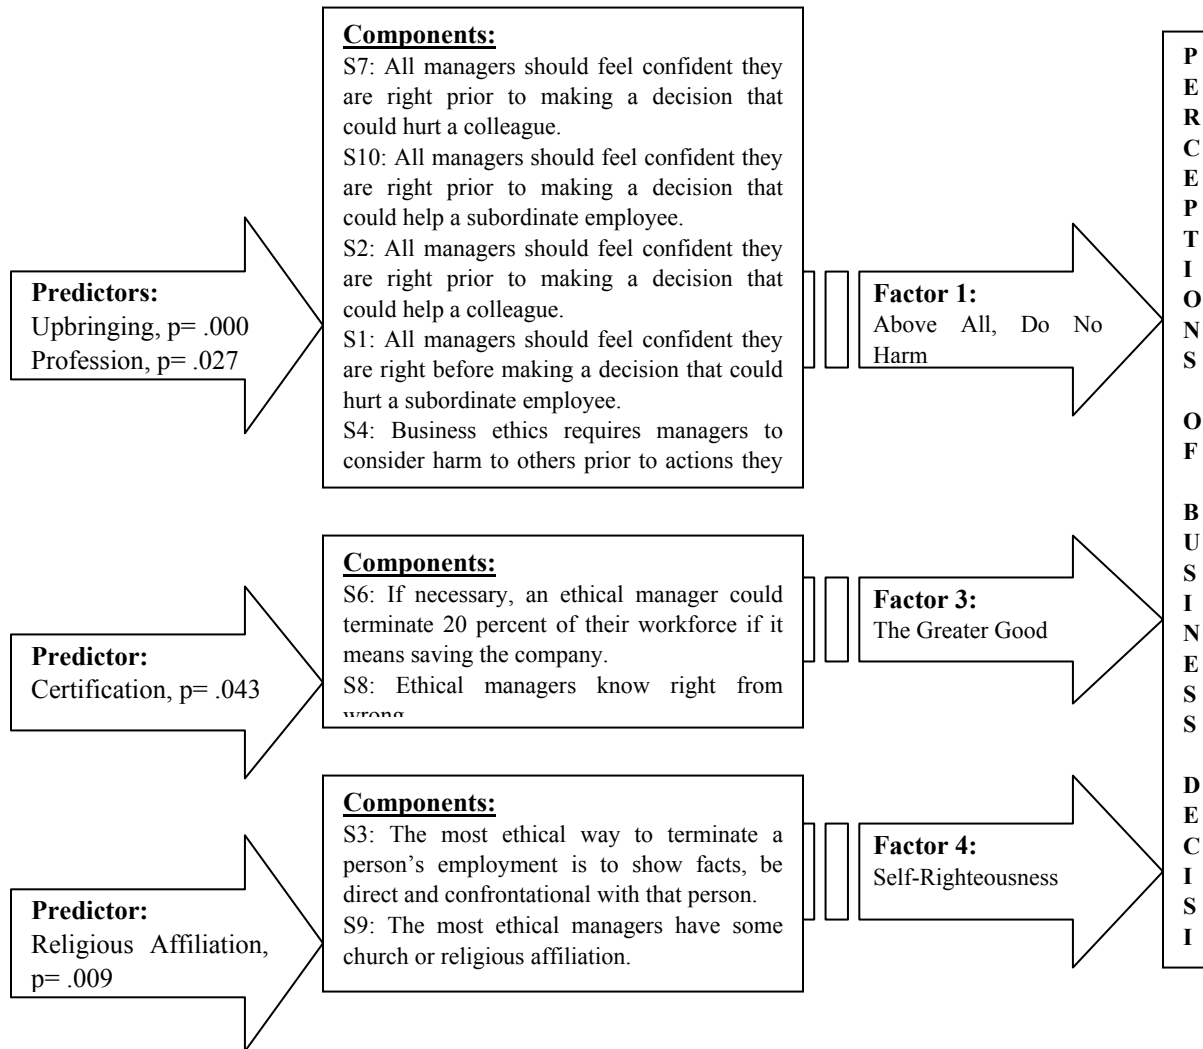 Predictors:
Upbringing, p= .000
Profession, p= .027
Components:
S7: All managers should feel confident they
are right prior to making a decision that
could hurt a colleague.
S10: All managers should feel confident they
are right prior to making a decision that
could help a subordinate employee.
S2: All managers should feel confident they
are right prior to making a decision that
could help a colleague.
S1: All managers should feel confident they
are right before making a decision that could
hurt a subordinate employee.
S4: Business ethics requires managers to
consider harm to others prior to actions they
Factor 1:
Above All, Do No
Harm
Predictor:
Certification, p= .043
Components:
S6: If necessary, an ethical manager could
terminate 20 percent of their workforce if it
means saving the company.
S8: Ethical managers know right from
wrong
Factor 3:
The Greater Good
Predictor:
Religious Affiliation,
p= .009
Components:
S3: The most ethical way to terminate a
person's employment is to show facts, be
direct and confrontational with that person.
S9: The most ethical managers have some
church or religious affiliation.
Factor 4:
Self-Righteousness
PERCEPTIONS OF BUSINESS DECISI